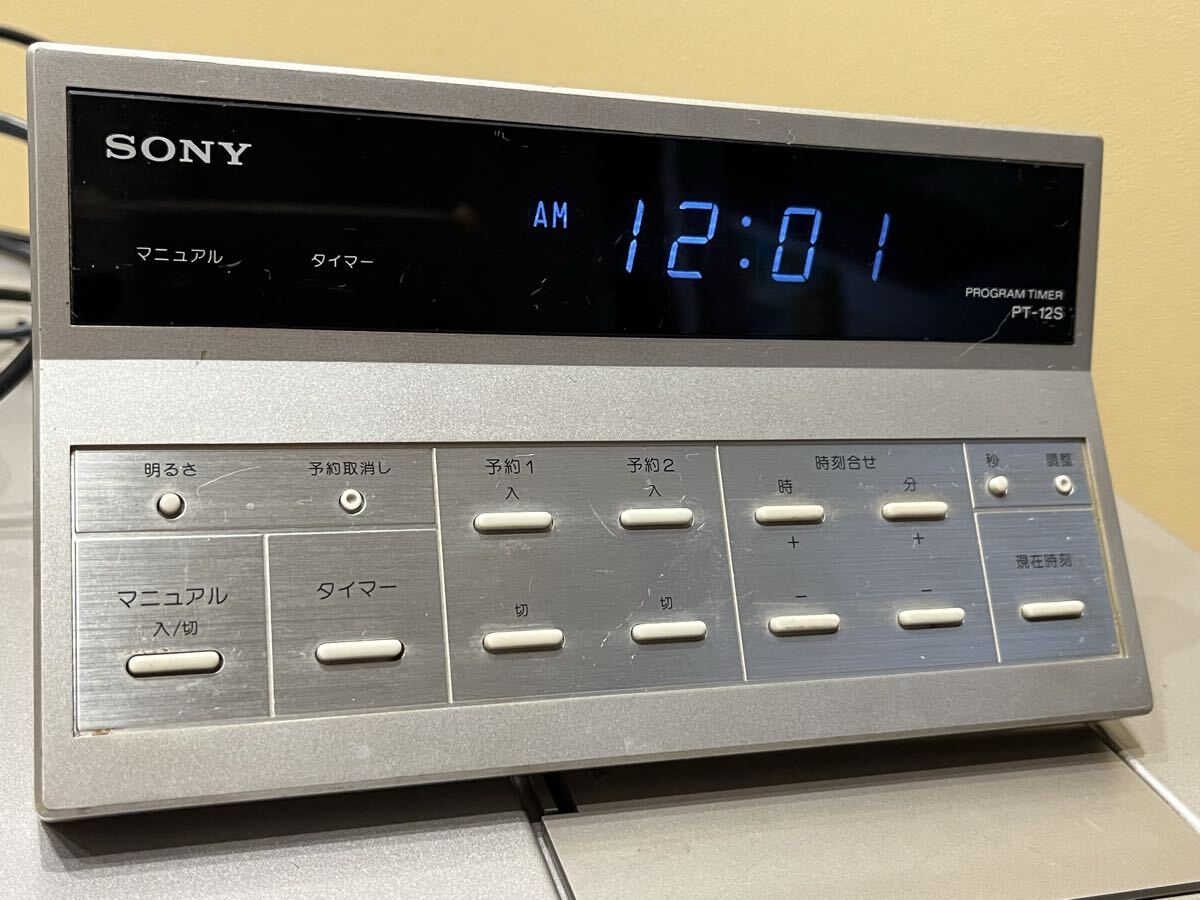 SONY
マニュアル タイマー
AM 12:01
PROGRAM TIMER
PT-12S
明るさ 予約取消し
マニュアル
入/切
タイマー
予約1 予約2
入 入
切 切
時刻合せ
時 分
+ +
- -
秒 調整
現在時刻